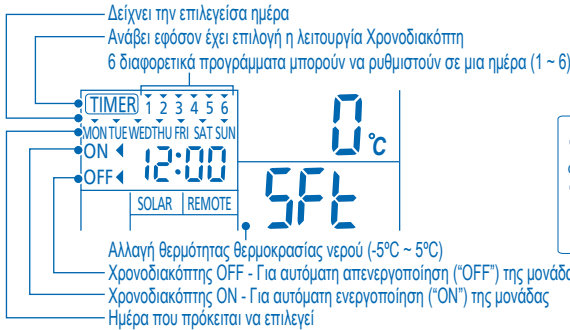 Δείχνει την επιλεγείσα ημέρα
Ανάβει εφόσον έχει επιλογή η λειτουργία Χρονοδιακόπτη
6 διαφορετικά προγράμματα μπορούν να ρυθμιστούν σε μια ημέρα (1 ~ 6)
TIMER 1 2 3 4 5 6
MON TUE WED THU FRI SAT SUN
ON
12:00
OFF
0 °C
SOLAR REMOTE
.SFt
Αλλαγή θερμότητας θερμοκρασίας νερού (-5ºC ~ 5ºC)
Χρονοδιακόπτης OFF - Για αυτόματη απενεργοποίηση (“OFF”) της μονάδα
Χρονοδιακόπτης ON - Για αυτόματη ενεργοποίηση (“ON”) της μονάδας
Ημέρα που πρόκειται να επιλεγεί